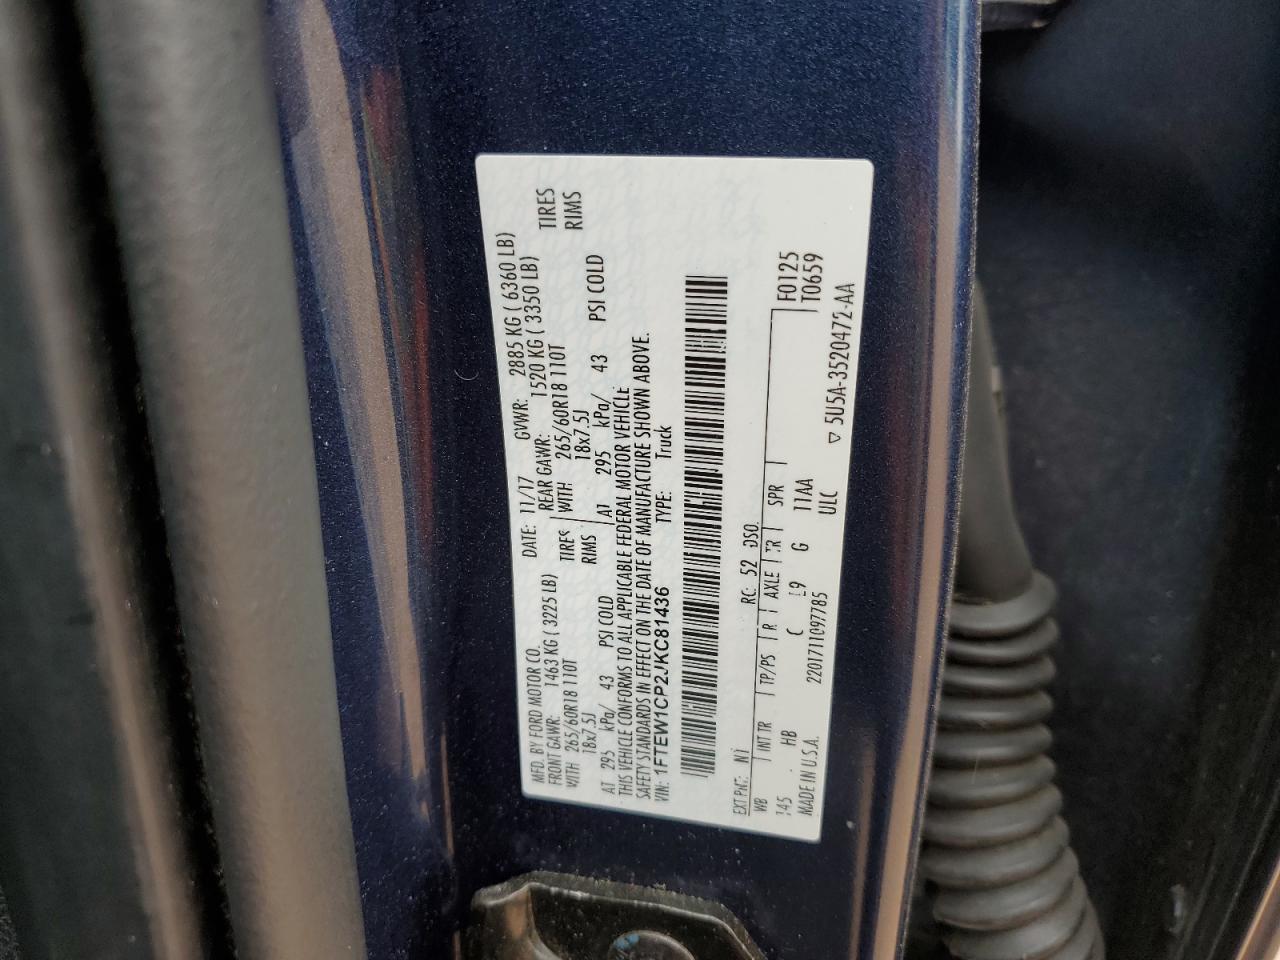 MFD. BY FORD MOTOR CO. DATE: 11/17 GVWR: 2885 KG ( 6360 LB)
FRONT GAWR: 1463 KG ( 3225 LB) REAR GAWR: 1520 KG ( 3350 LB)
WITH 265/60R18 110T TIRES WITH 265/60R18 110T TIRES
18x7.5J RIMS 18x7.5J RIMS
AT 295 kPa/ 43 PSI COLD AT 295 kPa/ 43 PSI COLD
THIS VEHICLE CONFORMS TO ALL APPLICABLE FEDERAL MOTOR VEHICLE
SAFETY STANDARDS IN EFFECT ON THE DATE OF MANUFACTURE SHOWN ABOVE.
VIN: 1FTEW1CP2JKC81436 TYPE: Truck
EXT PNT: N1 RC: 52 DSO: F0125
WB INT TR TP/PS R AXLE TR SPR T0659
145 HB C L9 G 11AA
MADE IN U.S.A. 2201711097785 ULC ▽ 5U5A-3520472-AA